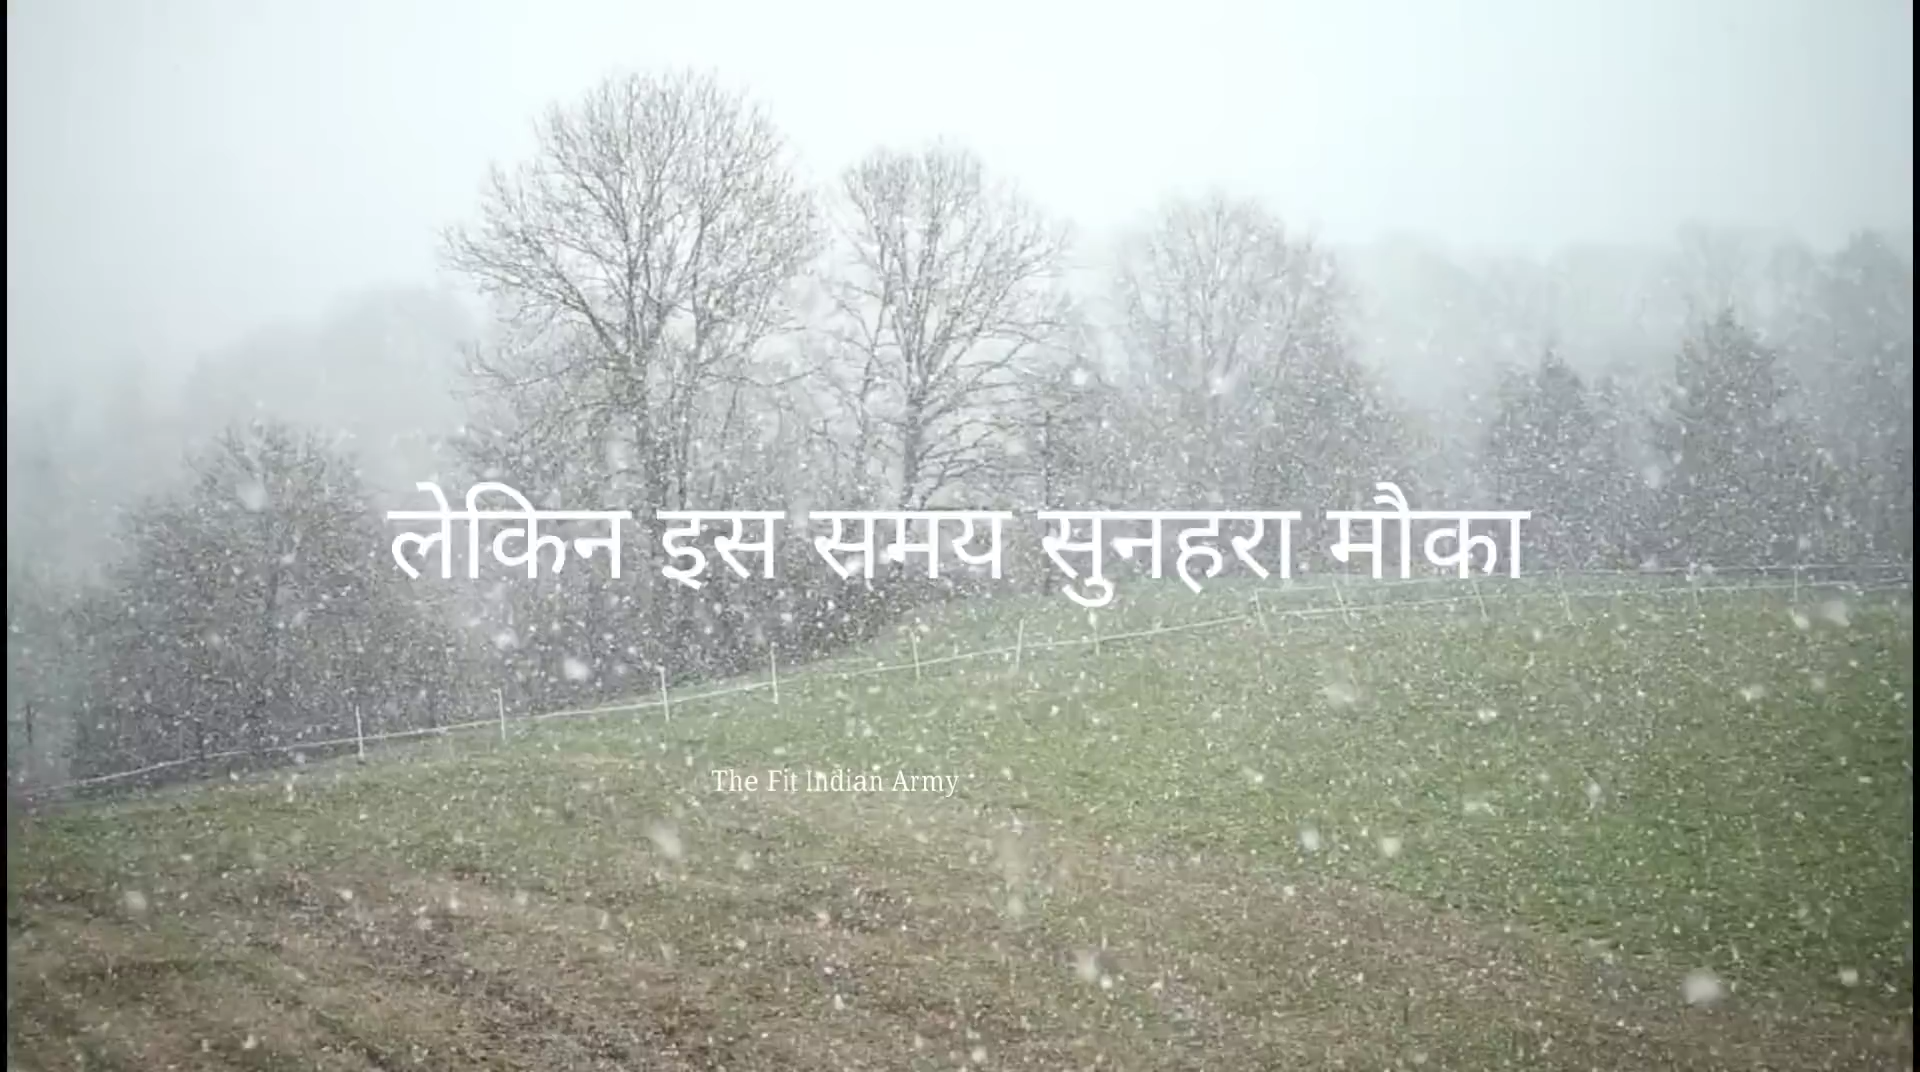 लेकिन इस समय सुनहरा मौका
The Fit Indian Army